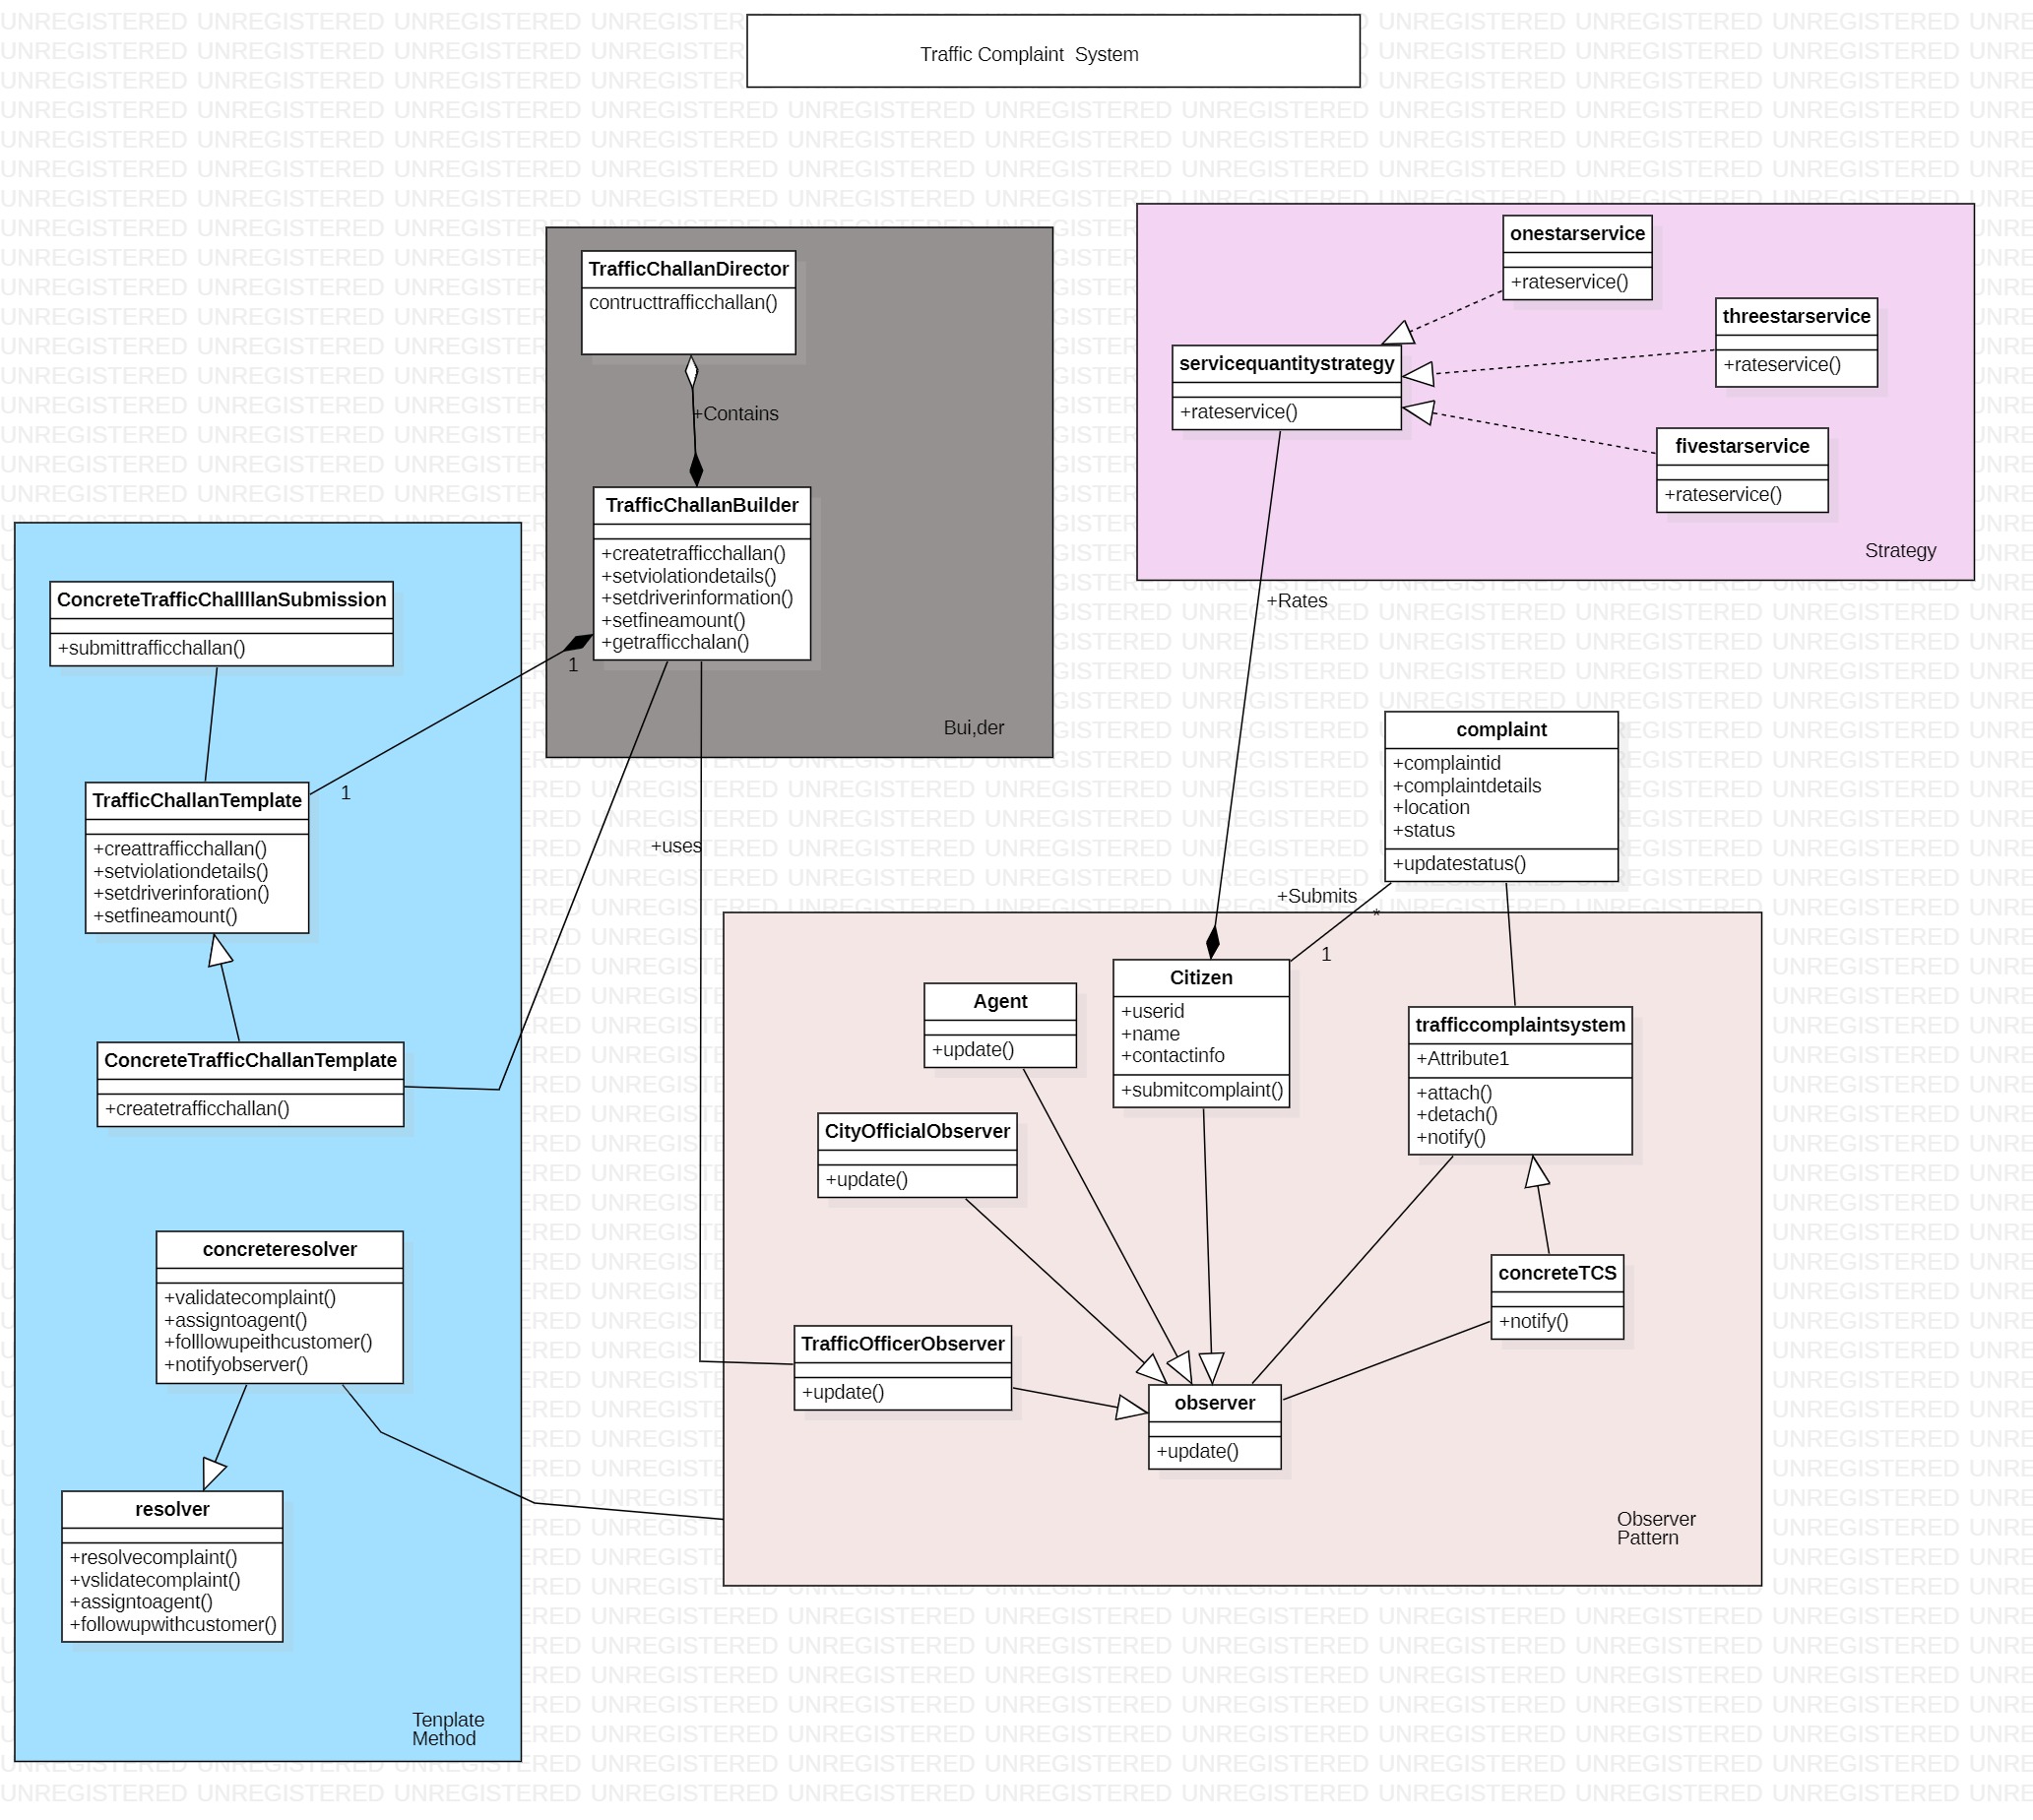 Traffic Complaint  System
TrafficChallanDirector
contructtrafficchallan()
+Contains
TrafficChallanBuilder
+createtrafficchallan()
+setviolationdetails()
+setdriverinformation()
+setfineamount()
+getrafficchalan()
1
Bui,der
onestarservice
+rateservice()
threestarservice
+rateservice()
servicequantitystrategy
+rateservice()
fivestarservice
+rateservice()
Strategy
+Rates
ConcreteTrafficChallllanSubmission
+submittrafficchallan()
TrafficChallanTemplate
+creattrafficchallan()
+setviolationdetails()
+setdriverinforation()
+setfineamount()
1
ConcreteTrafficChallanTemplate
+createtrafficchallan()
concreteresolver
+validatecomplaint()
+assigntoagent()
+folllowupeithcustomer()
+notifyobserver()
resolver
+resolvecomplaint()
+vslidatecomplaint()
+assigntoagent()
+followupwithcustomer()
Tenplate
Method
+uses
complaint
+complaintid
+complaintdetails
+location
+status
+updatestatus()
+Submits
*
1
Citizen
+userid
+name
+contactinfo
+submitcomplaint()
Agent
+update()
trafficcomplaintsystem
+Attribute1
+attach()
+detach()
+notify()
CityOfficialObserver
+update()
concreteTCS
+notify()
TrafficOfficerObserver
+update()
observer
+update()
Observer
Pattern
UNREGISTERED